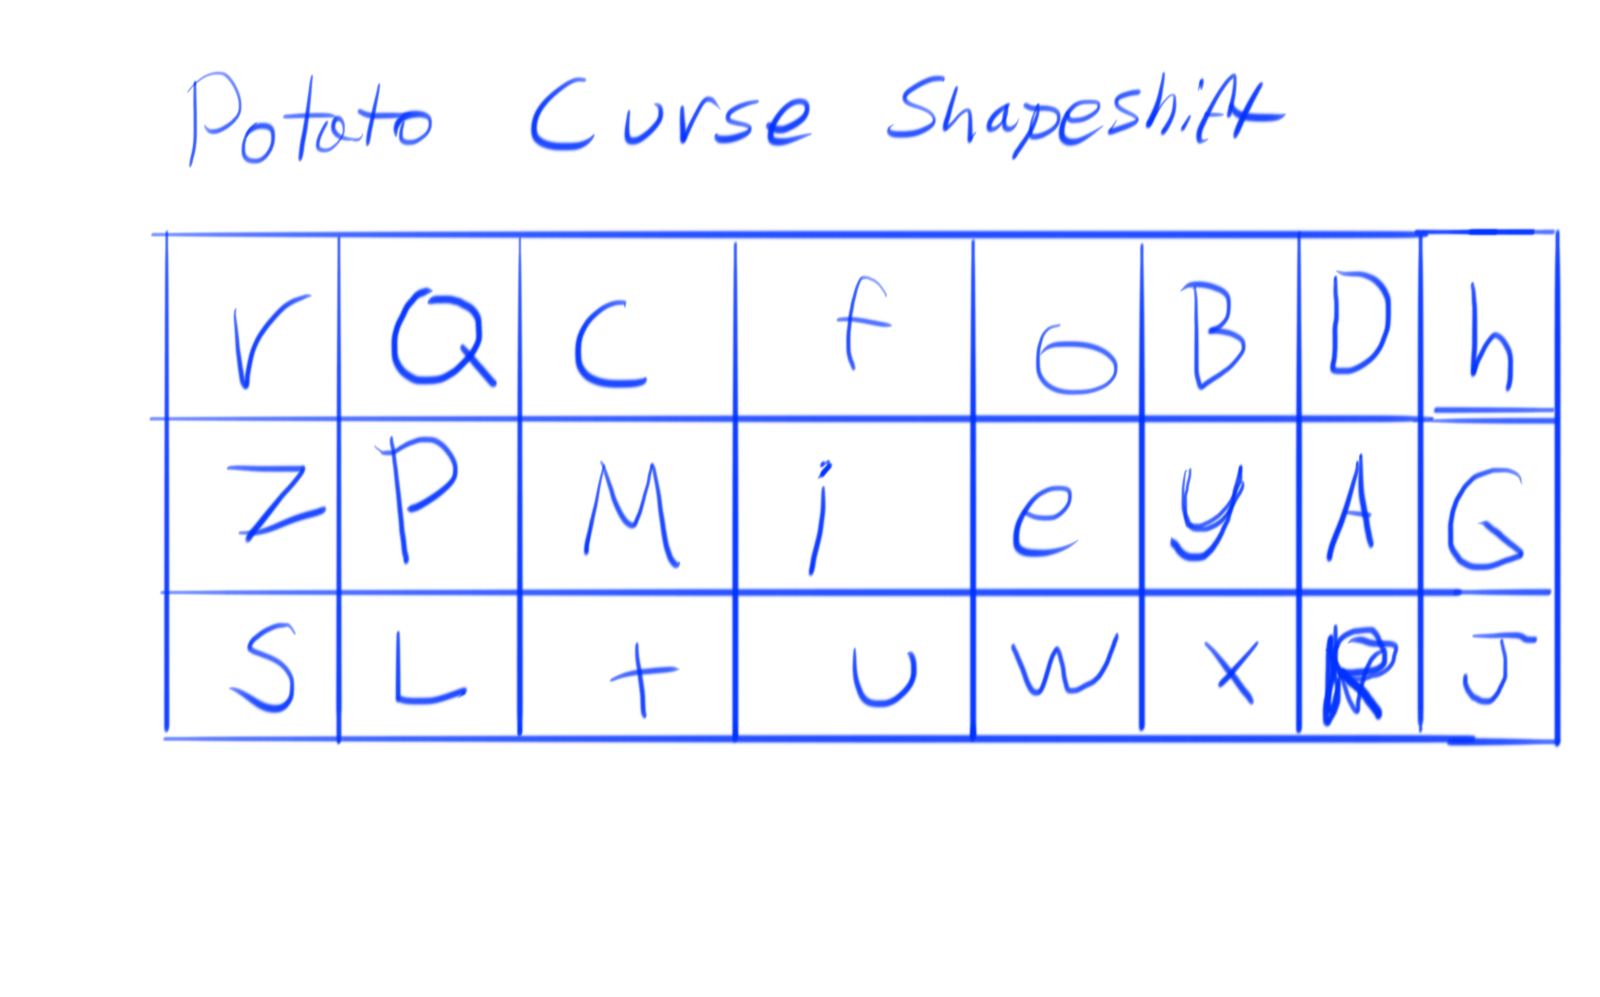 Potato Curse Shapeshift
r Q C f o B D h
Z P M i e y A G
S L t u w x R J